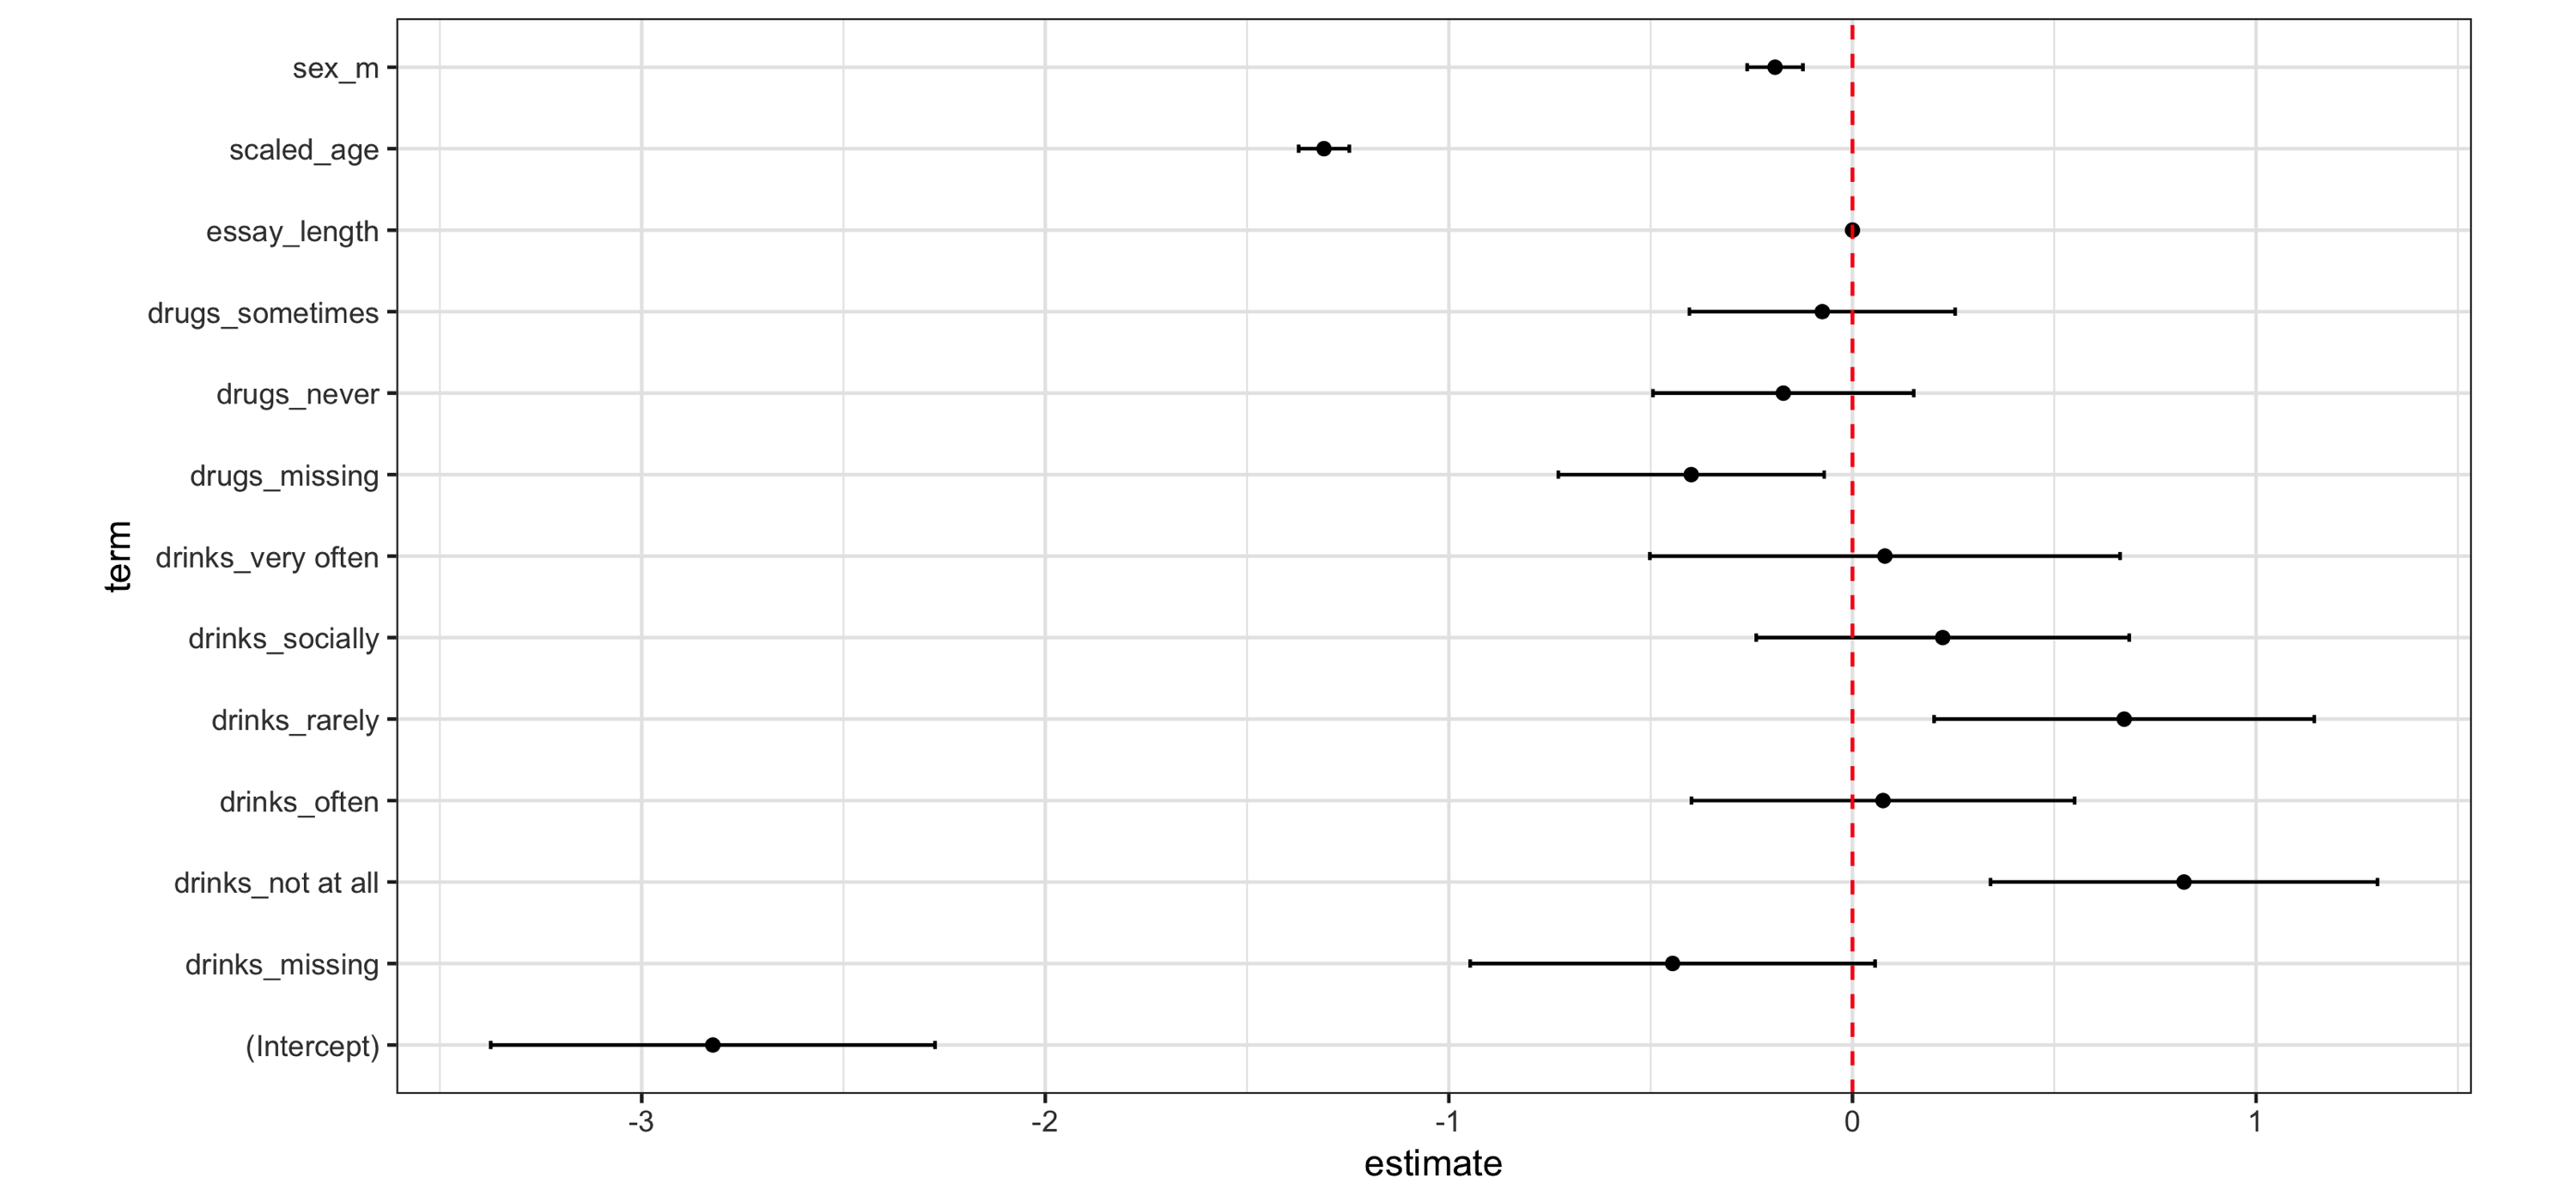 sex_m
scaled_age
essay_length
drugs_sometimes
drugs_never
drugs_missing
drinks_very often
drinks_socially
drinks_rarely
drinks_often
drinks_not at all
drinks_missing
(Intercept)
term
-3 -2 -1 0 1
estimate